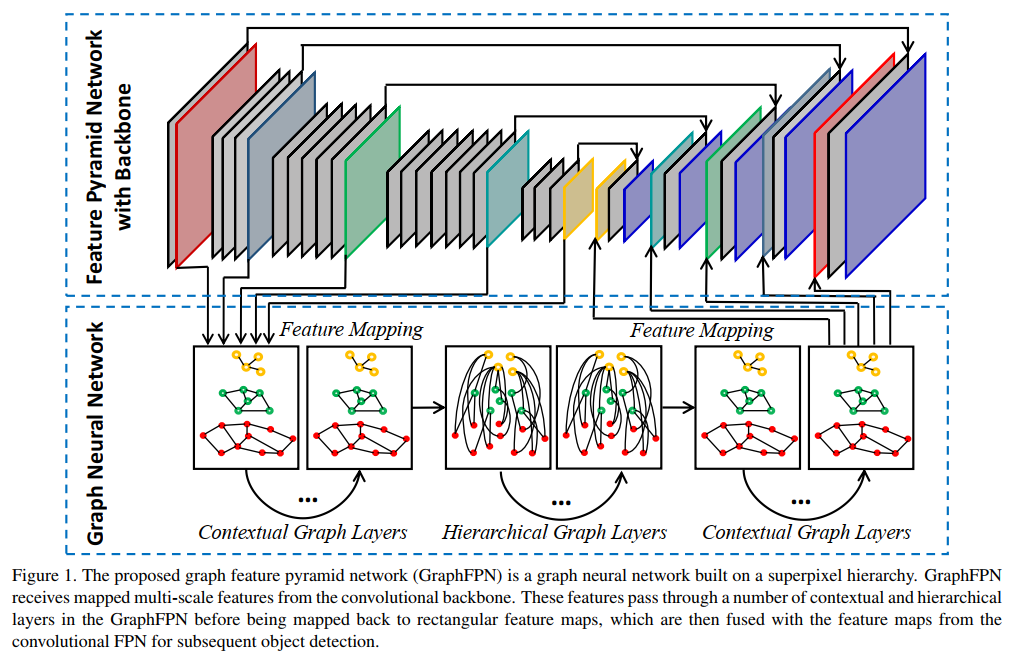 Feature Pyramid Network
with Backbone
Feature Mapping
Feature Mapping
Graph Neural Network
...
...
...
Contextual Graph Layers
Hierarchical Graph Layers
Contextual Graph Layers
Figure 1. The proposed graph feature pyramid network (GraphFPN) is a graph neural network built on a superpixel hierarchy. GraphFPN
receives mapped multi-scale features from the convolutional backbone. These features pass through a number of contextual and hierarchical
layers in the GraphFPN before being mapped back to rectangular feature maps, which are then fused with the feature maps from the
convolutional FPN for subsequent object detection.